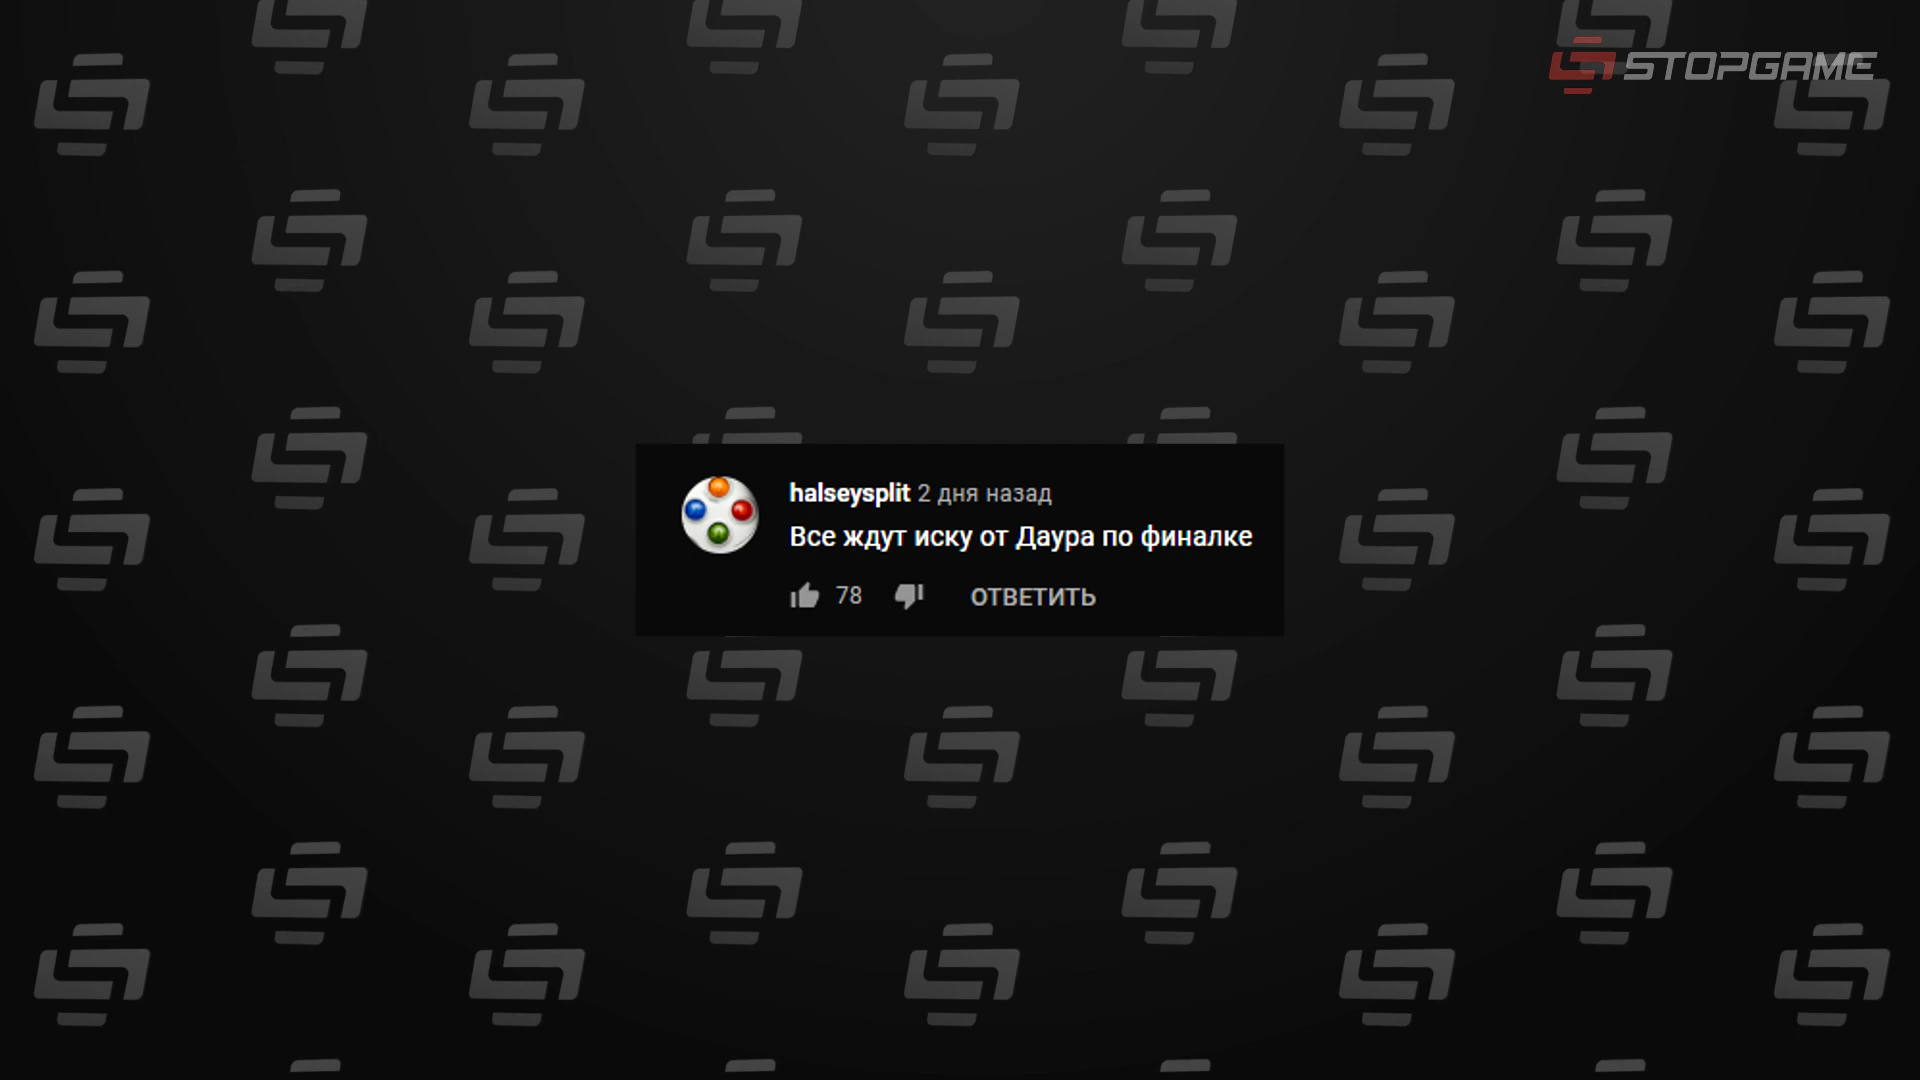 STOPGAME
halseysplit 2 дня назад
Все ждут иску от Даура по финалке
78 ОТВЕТИТЬ